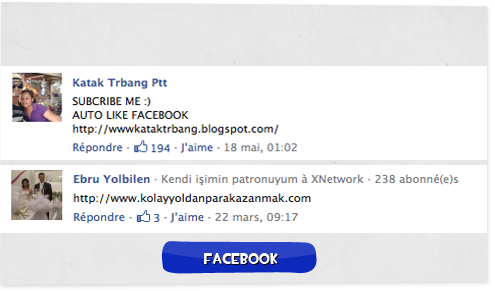 Katak Trbang Ptt
SUBCRIBE ME :)
AUTO LIKE FACEBOOK
http://wwwkataktrbang.blogspot.com/
Répondre · 194 · J'aime · 18 mai, 01:02
Ebru Yolbilen · Kendi işimin patronuyum à XNetwork · 238 abonné(e)s
http://www.kolayyoldanparakazanmak.com
Répondre · 3 · J'aime · 22 mars, 09:17
FACEBOOK